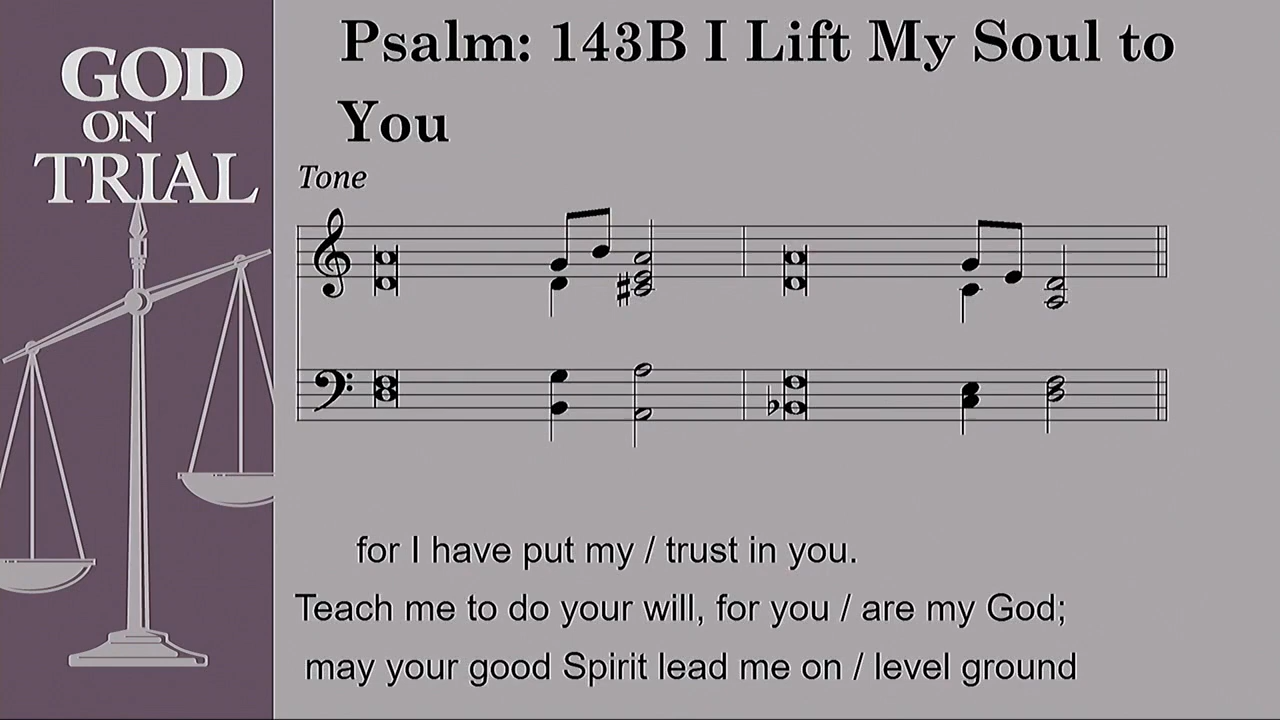 GOD
ON
TRIAL
Psalm: 143B I Lift My Soul to
You
Tone
for I have put my / trust in you.
Teach me to do your will, for you / are my God;
may your good Spirit lead me on / level ground